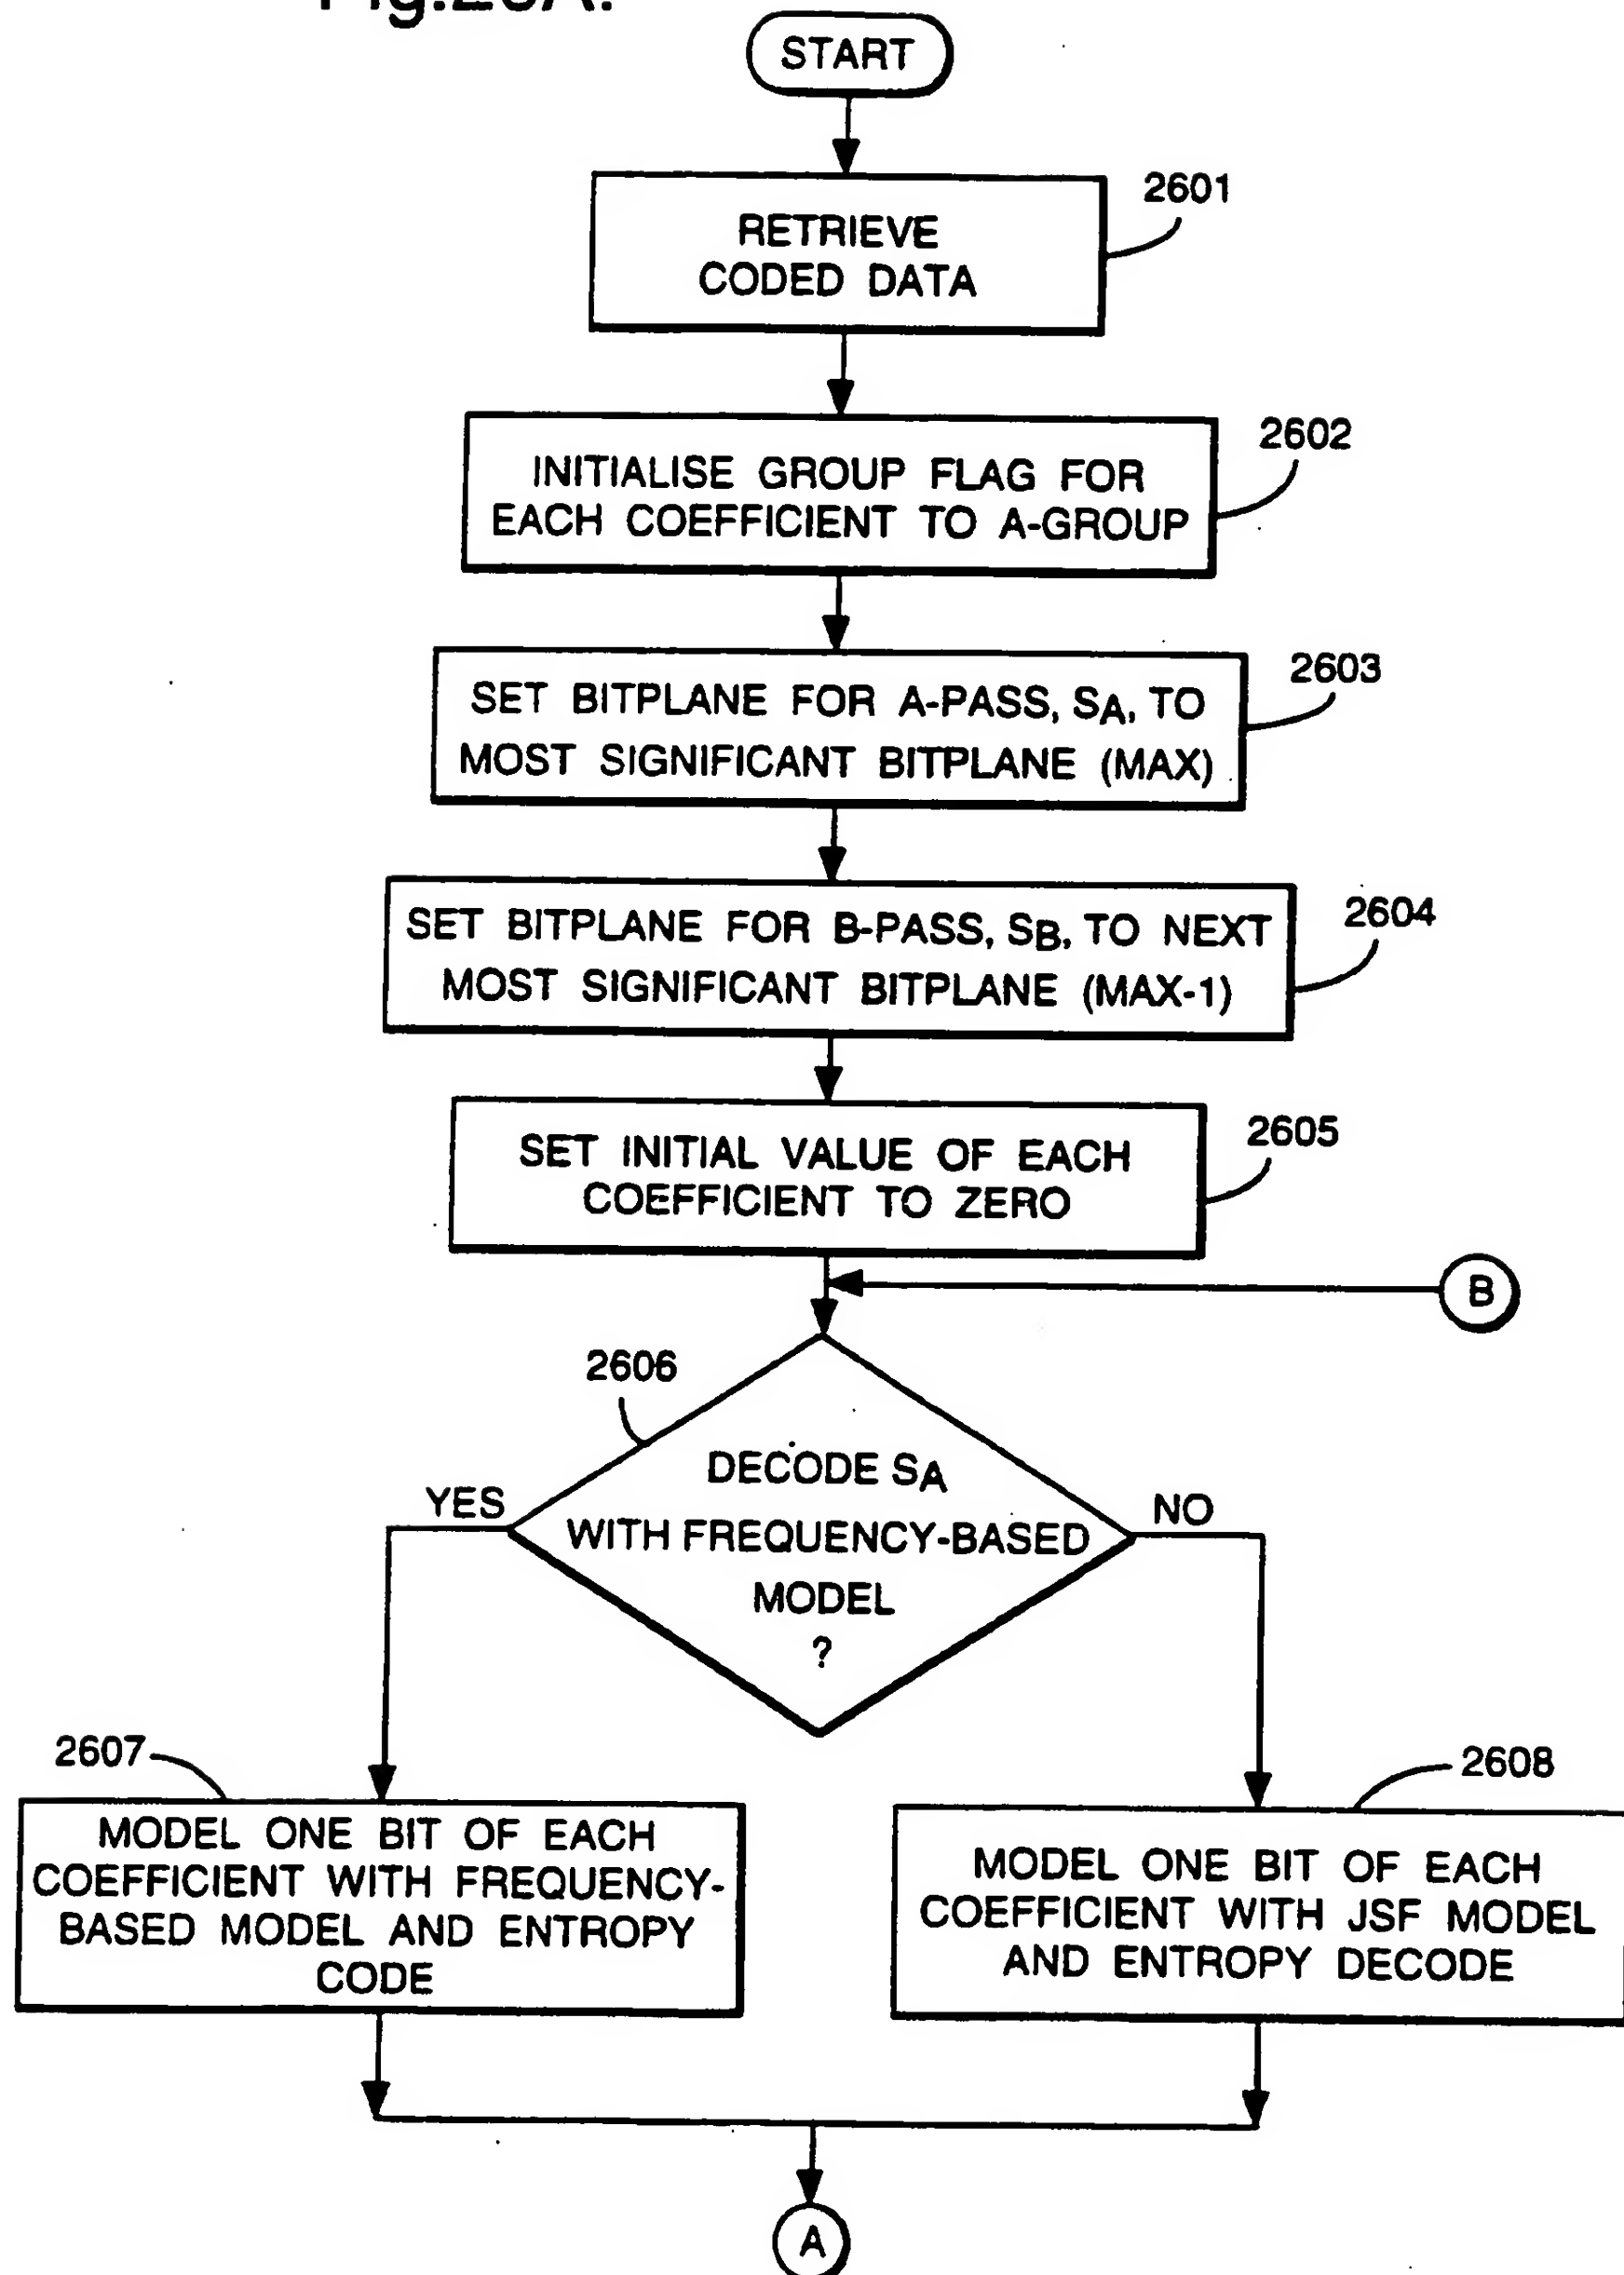 START
2601
RETRIEVE
CODED DATA
2602
INITIALISE GROUP FLAG FOR
EACH COEFFICIENT TO A-GROUP
2603
SET BITPLANE FOR A-PASS, SA, TO
MOST SIGNIFICANT BITPLANE (MAX)
2604
SET BITPLANE FOR B-PASS, SB, TO NEXT
MOST SIGNIFICANT BITPLANE (MAX-1)
2605
SET INITIAL VALUE OF EACH
COEFFICIENT TO ZERO
B
2606
DECODE SA
WITH FREQUENCY-BASED
MODEL
?
YES
NO
2607
MODEL ONE BIT OF EACH
COEFFICIENT WITH FREQUENCY-
BASED MODEL AND ENTROPY
CODE
2608
MODEL ONE BIT OF EACH
COEFFICIENT WITH JSF MODEL
AND ENTROPY DECODE
A